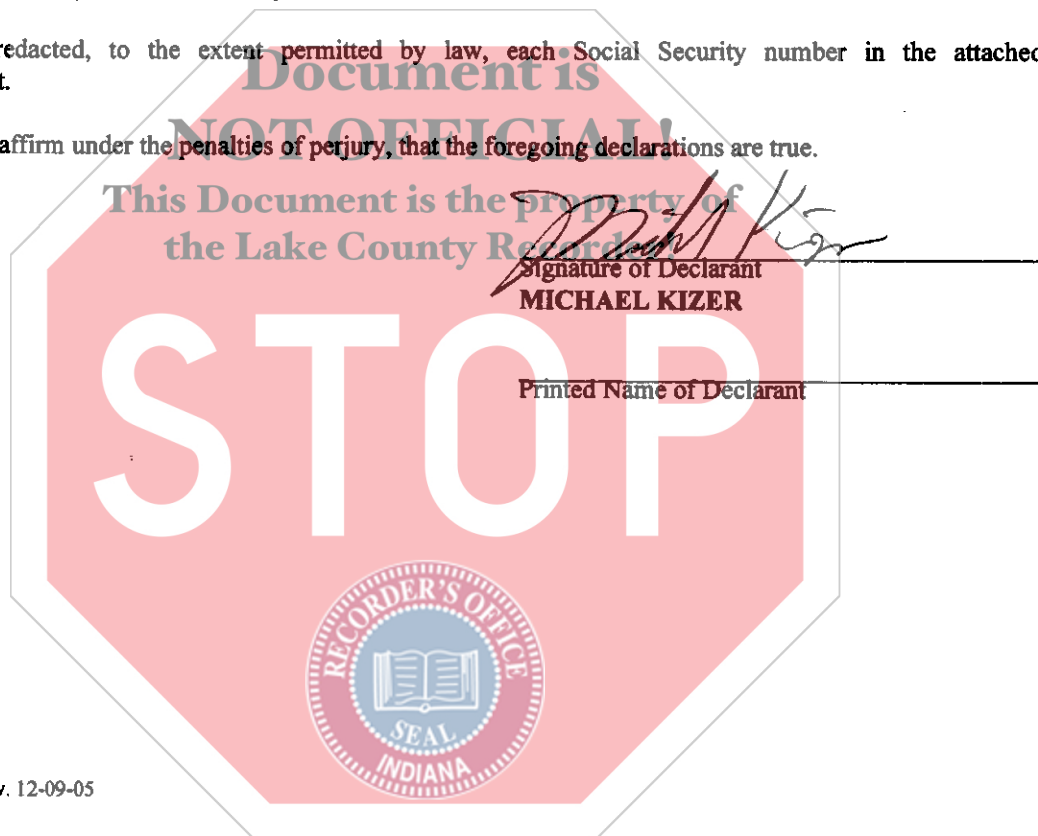 redacted, to the extent permitted by law, each Social Security number in the attached
t.
Document is
NOT OFFICIAL!
affirm under the penalties of perjury, that the foregoing declarations are true.
This Document is the property of
the Lake County Recorder!
Signature of Declarant
MICHAEL KIZER
Printed Name of Declarant
STOP
RECORDER'S OFFICE
SEAL
INDIANA
v. 12-09-05